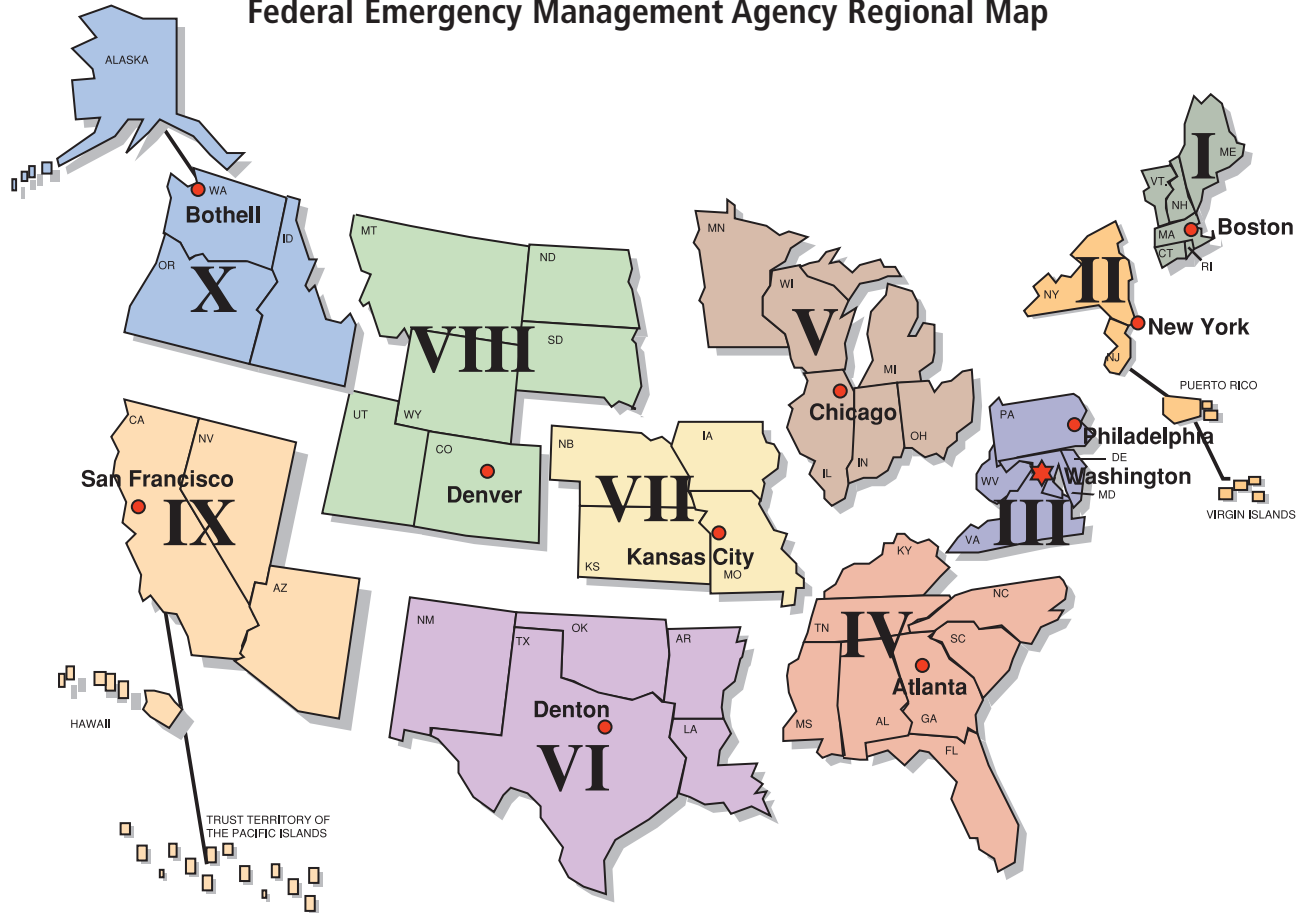 Federal Emergency Management Agency Regional Map
ALASKA
WA
Bothell
ID
OR
X
MT
ND
SD
VIII
WY
UT
CO
Denver
MN
WI
V
MI
Chicago
IL
IN
OH
ME
I
VT.
NH
MA
Boston
CT
RI
NY
II
New York
NJ
PUERTO RICO
VIRGIN ISLANDS
PA
Philadelphia
DE
WV
Washington
MD
VA
III
CA
NV
San Francisco
IX
AZ
HAWAII
TRUST TERRITORY OF
THE PACIFIC ISLANDS
NB
IA
VII
Kansas City
KS
MO
NM
TX
OK
AR
Denton
VI
LA
KY
NC
TN
IV
SC
Atlanta
MS
AL
GA
FL